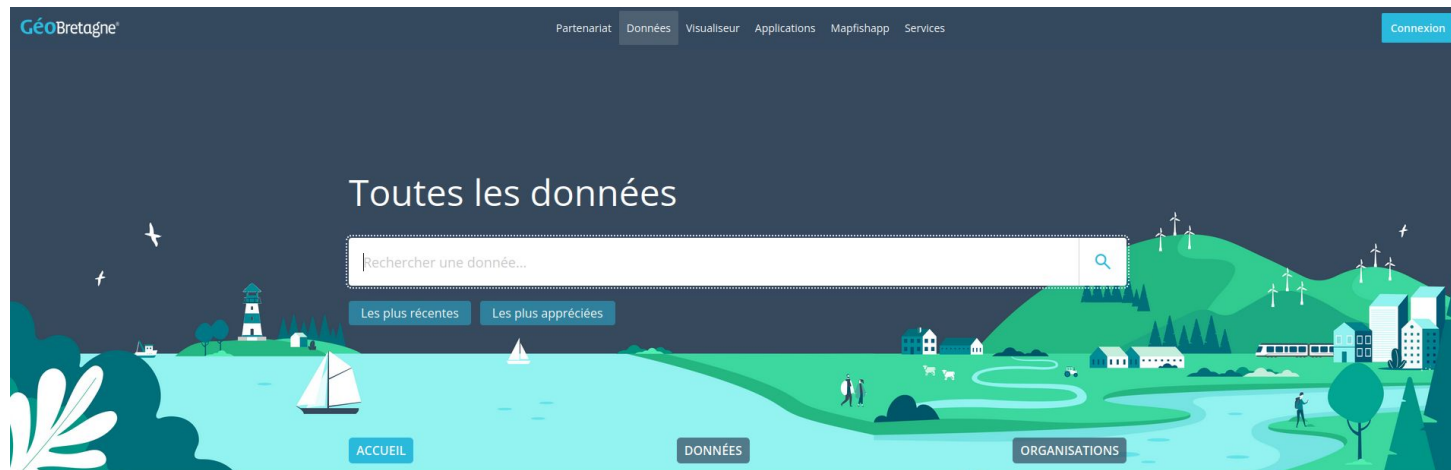 GéoBretagne®
Partenariat Données Visualiseur Applications Mapfishapp Services
Connexion
Toutes les données
Rechercher une donnée...
Les plus récentes Les plus appréciées
ACCUEIL DONNÉES ORGANISATIONS